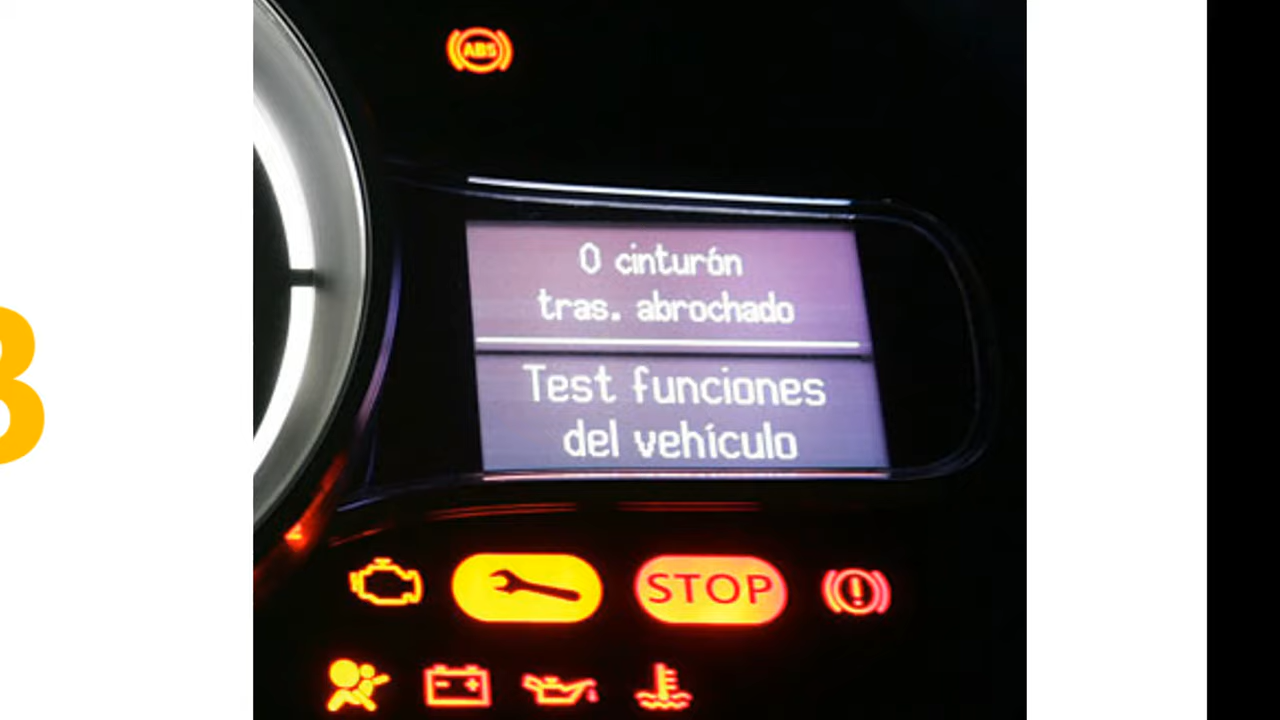 ABS
0 cinturón
tras. abrochado
Test funciones
del vehículo
STOP